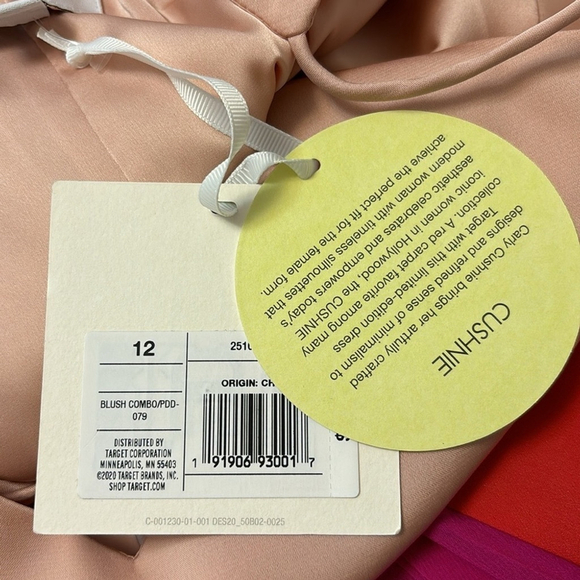 CUSHNIE
Carly Cushnie brings her artfully crafted
designs and refined sense of minimalism to
Target with this limited-edition dress
collection. A red carpet favorite among many
iconic women in Hollywood, the CUSHNIE
aesthetic celebrates and empowers today's
modern woman with timeless silhouettes that
achieve the perfect fit for the female form.
12
2510
BLUSH COMBO/PDD-
079
ORIGIN: CH
DISTRIBUTED BY
TARGET CORPORATION
MINNEAPOLIS, MN 55403
©2020 TARGET BRANDS, INC.
SHOP TARGET.COM
1 91906 93001 7
C-001230-01-001 DES20_50B02-0025